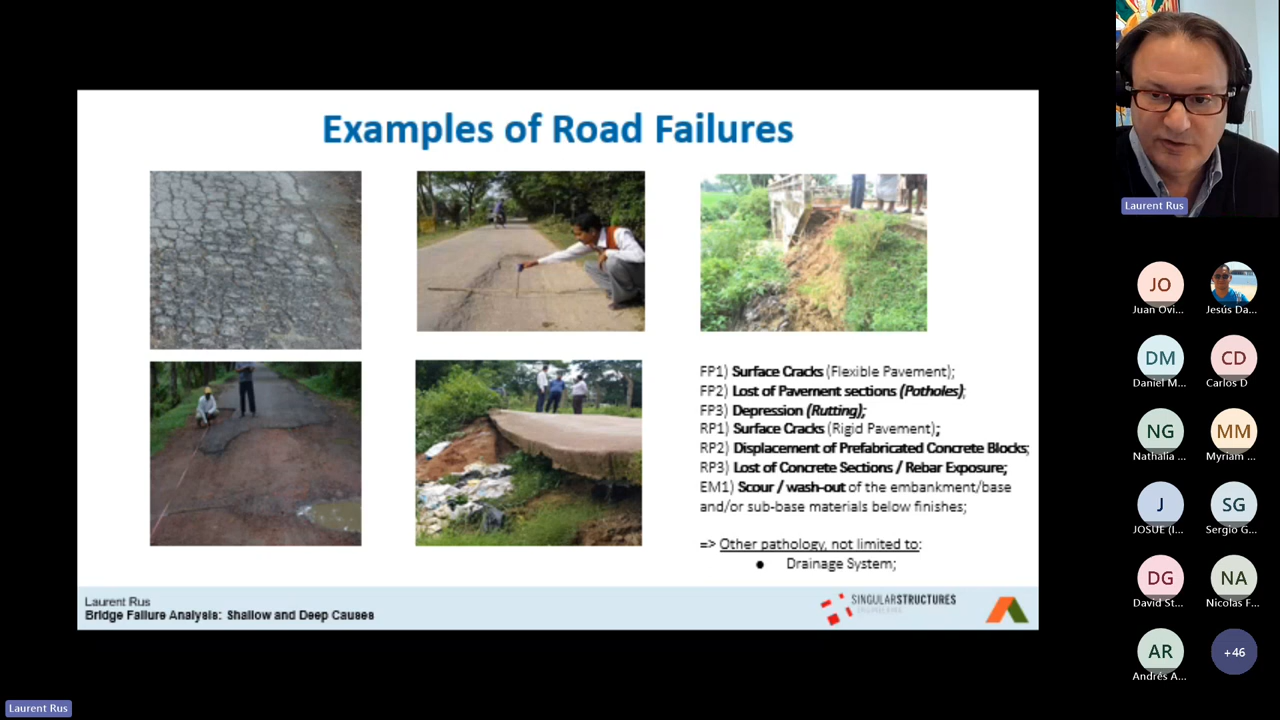 Examples of Road Failures
FP1) Surface Cracks (Flexible Pavement);
FP2) Lost of Pavement sections (Potholes);
FP3) Depression (Rutting);
RP1) Surface Cracks (Rigid Pavement);
RP2) Displacement of Prefabricated Concrete Blocks;
RP3) Lost of Concrete Sections / Rebar Exposure;
EM1) Scour / wash-out of the embankment/base
and/or sub-base materials below finishes;
=> Other pathology, not limited to:
● Drainage System;
Laurent Rus
Bridge Failure Analysis: Shallow and Deep Causes
SINGULARSTRUCTURES
Laurent Rus
JO
Juan Ovi...
Jesús Da...
DM
Daniel M...
CD
Carlos D
NG
Nathalia ...
MM
Myriam ...
J
JOSUE (I...
SG
Sergio G...
DG
David St...
NA
Nicolas F...
AR
Andrés A...
+46
Laurent Rus